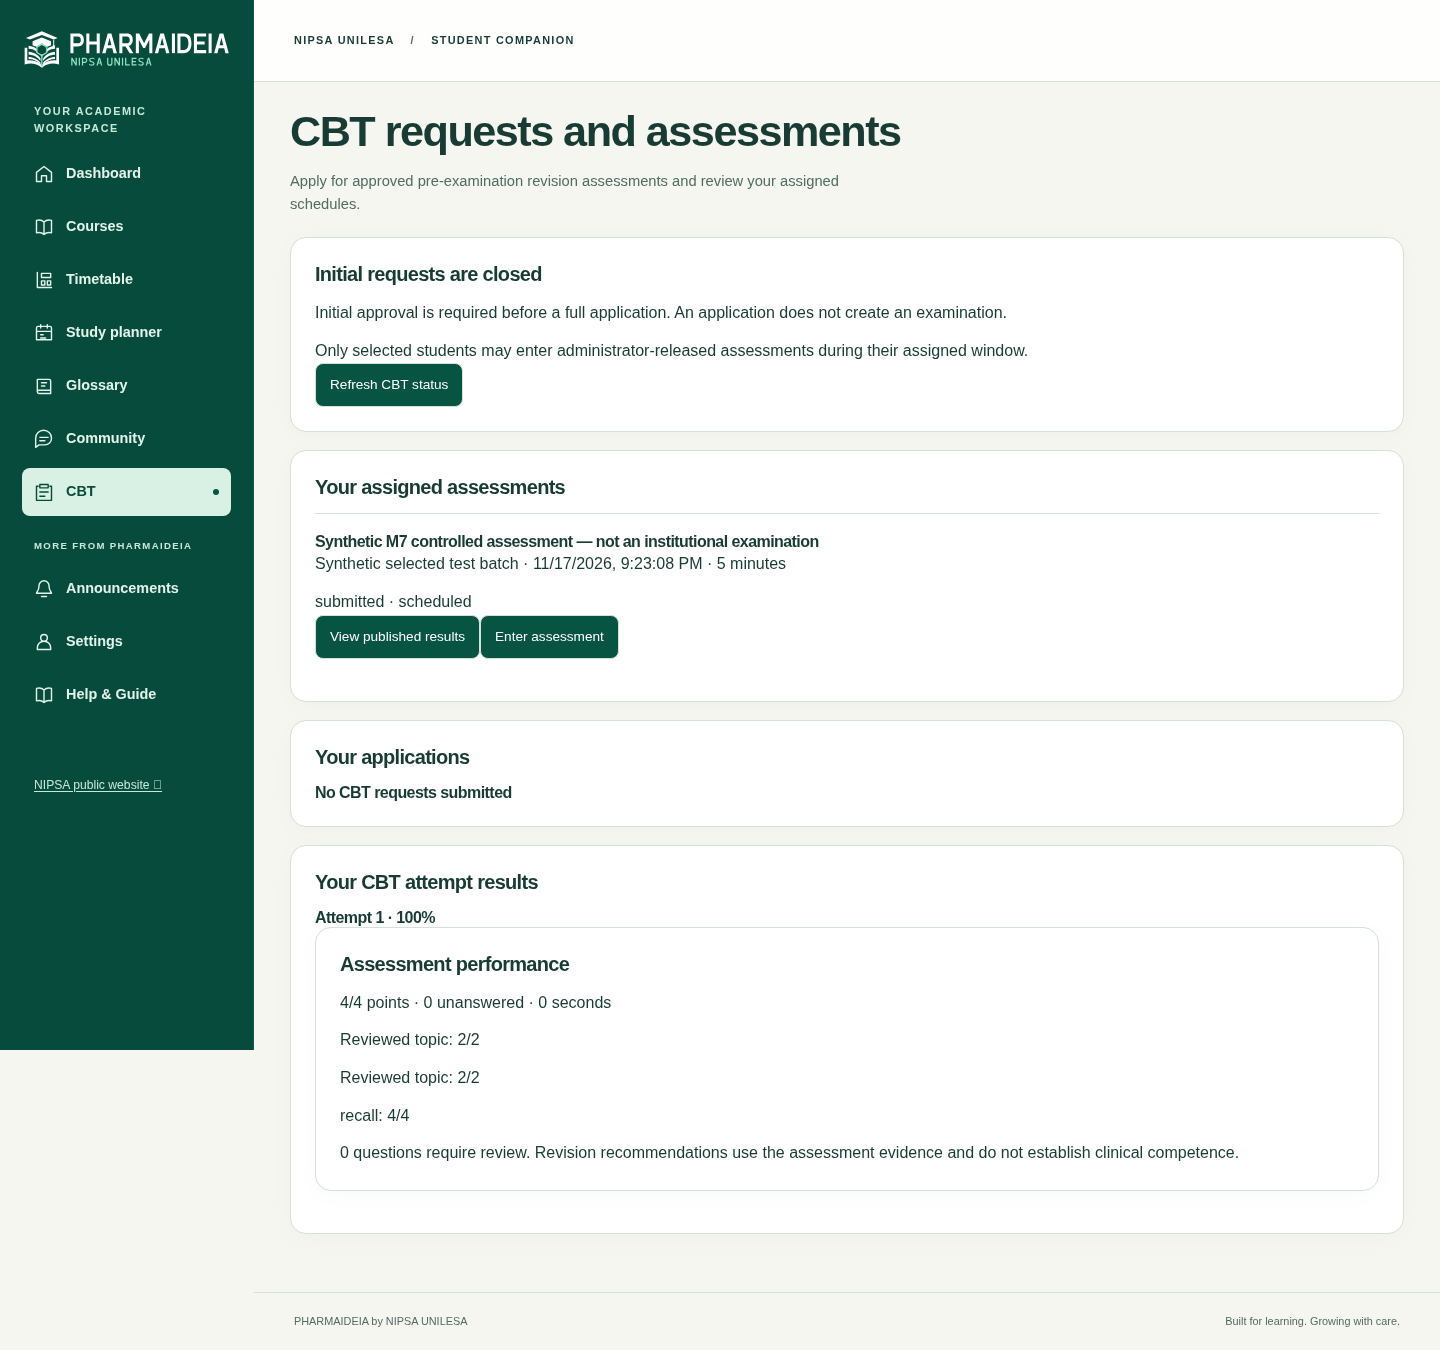 PHARMAIDEIA
NIPSA UNILESA
YOUR ACADEMIC
WORKSPACE
Dashboard
Courses
Timetable
Study planner
Glossary
Community
CBT
MORE FROM PHARMAIDEIA
Announcements
Settings
Help & Guide
NIPSA public website
NIPSA UNILESA / STUDENT COMPANION
CBT requests and assessments
Apply for approved pre-examination revision assessments and review your assigned
schedules.
Initial requests are closed
Initial approval is required before a full application. An application does not create an examination.
Only selected students may enter administrator-released assessments during their assigned window.
Refresh CBT status
Your assigned assessments
Synthetic M7 controlled assessment — not an institutional examination
Synthetic selected test batch · 11/17/2026, 9:23:08 PM · 5 minutes
submitted · scheduled
View published results Enter assessment
Your applications
No CBT requests submitted
Your CBT attempt results
Attempt 1 · 100%
Assessment performance
4/4 points · 0 unanswered · 0 seconds
Reviewed topic: 2/2
Reviewed topic: 2/2
recall: 4/4
0 questions require review. Revision recommendations use the assessment evidence and do not establish clinical competence.
PHARMAIDEIA by NIPSA UNILESA
Built for learning. Growing with care.